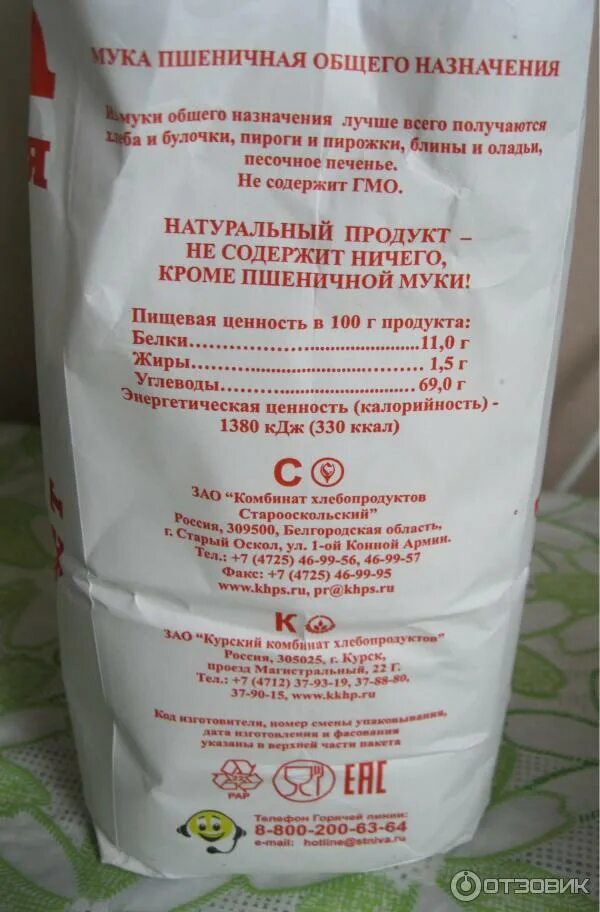 МУКА ПШЕНИЧНАЯ ОБЩЕГО НАЗНАЧЕНИЯ
муки общего назначения лучше всего получаются
хлеба и булочки, пироги и пирожки, блины и оладьи,
песочное печенье.
Не содержит ГМО.
НАТУРАЛЬНЫЙ ПРОДУКТ –
НЕ СОДЕРЖИТ НИЧЕГО,
КРОМЕ ПШЕНИЧНОЙ МУКИ!
Пищевая ценность в 100 г продукта:
Белки...............................11,0 г
Жиры...............................1,5 г
Углеводы...........................69,0 г
Энергетическая ценность (калорийность) -
1380 кДж (330 ккал)
С
ЗАО “Комбинат хлебопродуктов
Старооскольский”
Россия, 309500, Белгородская область,
г. Старый Оскол, ул. 1-ой Конной Армии.
Тел.: +7 (4725) 46-99-56, 46-99-57
Факс: +7 (4725) 46-99-95
www.khps.ru, pr@khps.ru
К
ЗАО “Курский комбинат хлебопродуктов”
Россия, 305025, г. Курск,
проезд Магистральный, 22 Г.
Тел.: +7 (4712) 37-93-19, 37-88-80,
37-90-15, www.kkhp.ru
Код изготовителя, номер смены упаковывания,
дата изготовления и фасования
указаны в верхней части пакета
22
PAP
EAC
Телефон Горячей линии:
8-800-200-63-64
e-mail: hotline@stniva.ru
ОТЗОВИК